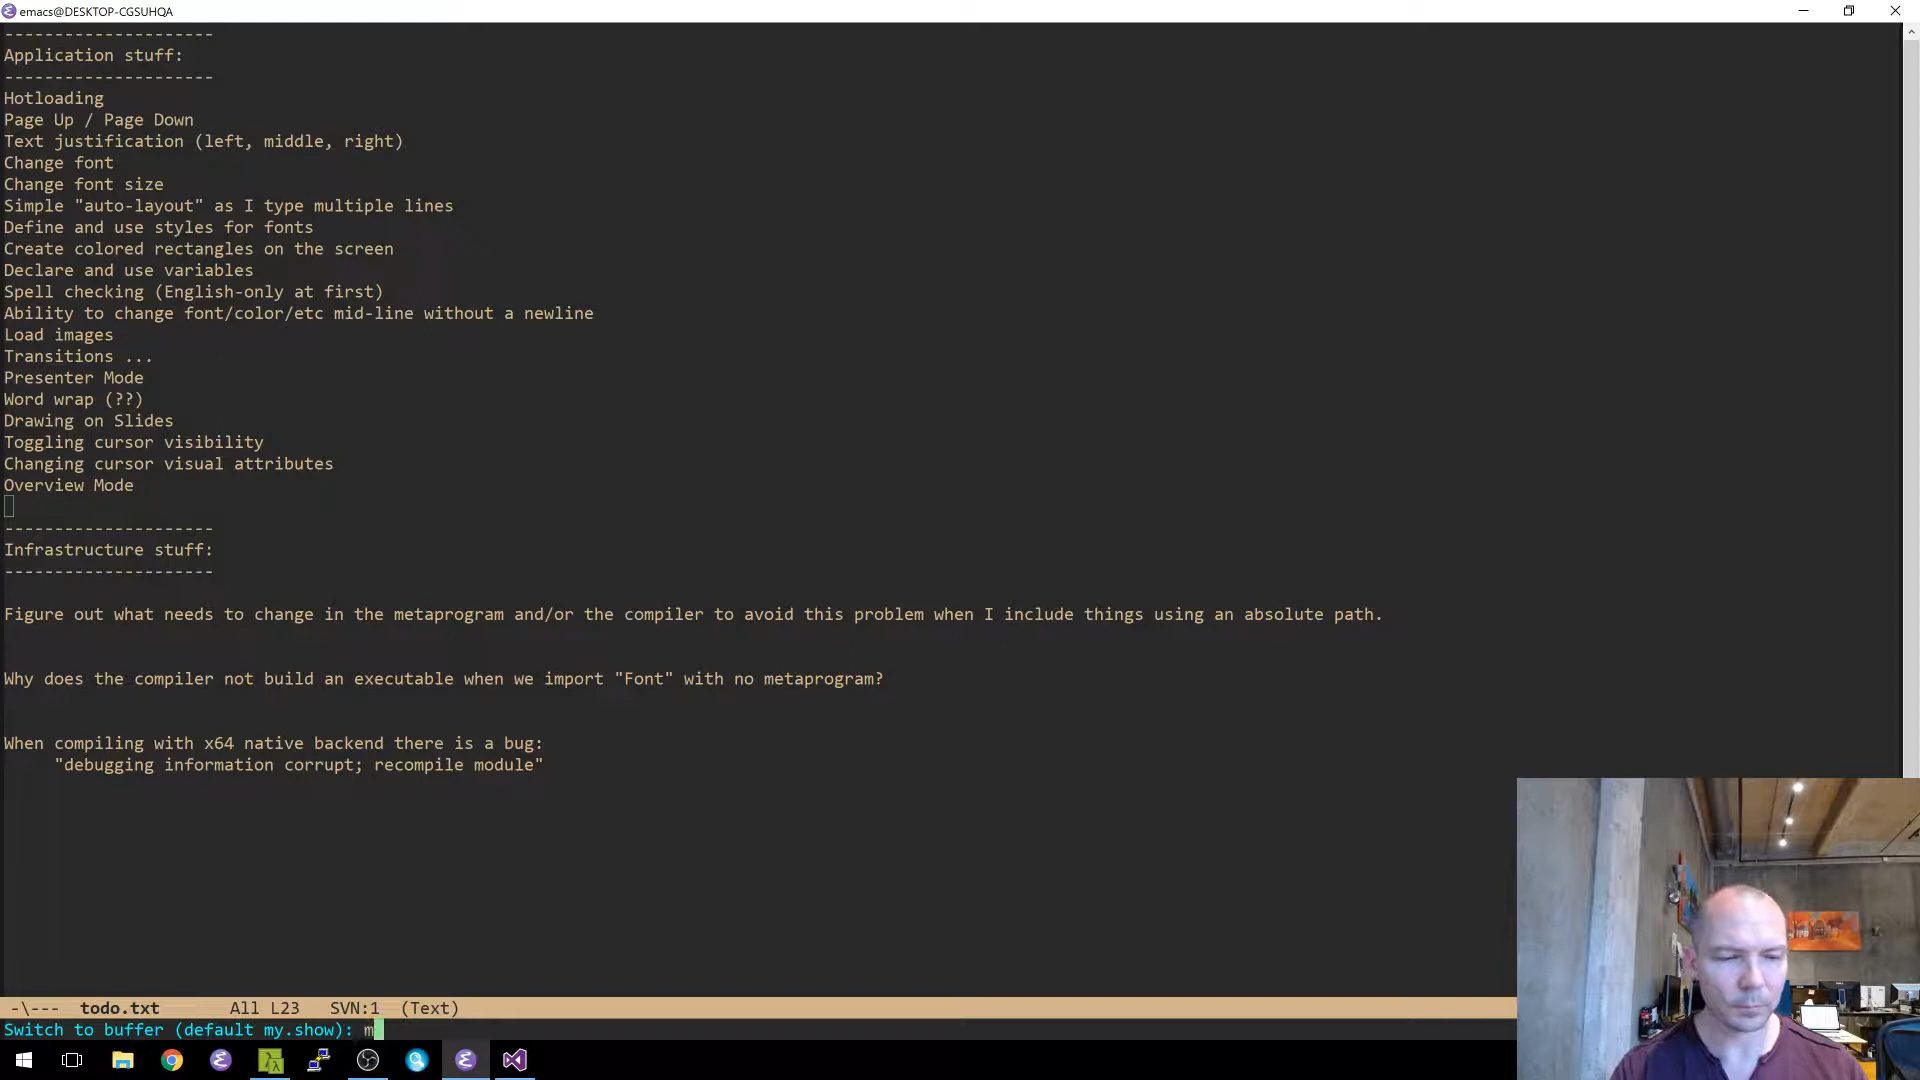 emacs@DESKTOP-CGSUHQA
---------------------
Application stuff:
---------------------
Hotloading
Page Up / Page Down
Text justification (left, middle, right)
Change font
Change font size
Simple "auto-layout" as I type multiple lines
Define and use styles for fonts
Create colored rectangles on the screen
Declare and use variables
Spell checking (English-only at first)
Ability to change font/color/etc mid-line without a newline
Load images
Transitions ...
Presenter Mode
Word wrap (??)
Drawing on Slides
Toggling cursor visibility
Changing cursor visual attributes
Overview Mode
---------------------
Infrastructure stuff:
---------------------
Figure out what needs to change in the metaprogram and/or the compiler to avoid this problem when I include things using an absolute path.
Why does the compiler not build an executable when we import "Font" with no metaprogram?
When compiling with x64 native backend there is a bug:
"debugging information corrupt; recompile module"
-\--- todo.txt All L23 SVN:1 (Text)
Switch to buffer (default my.show): m